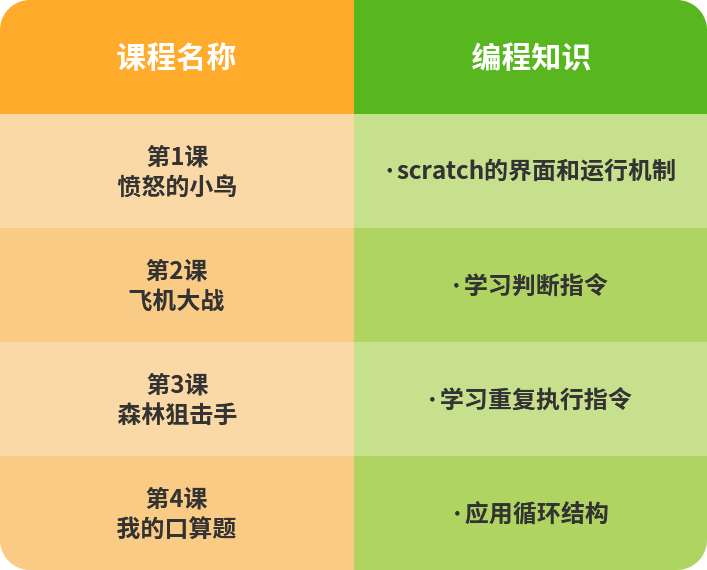 课程名称
编程知识
第1课
愤怒的小鸟
·scratch的界面和运行机制
第2课
飞机大战
·学习判断指令
第3课
森林狙击手
·学习重复执行指令
第4课
我的口算题
·应用循环结构